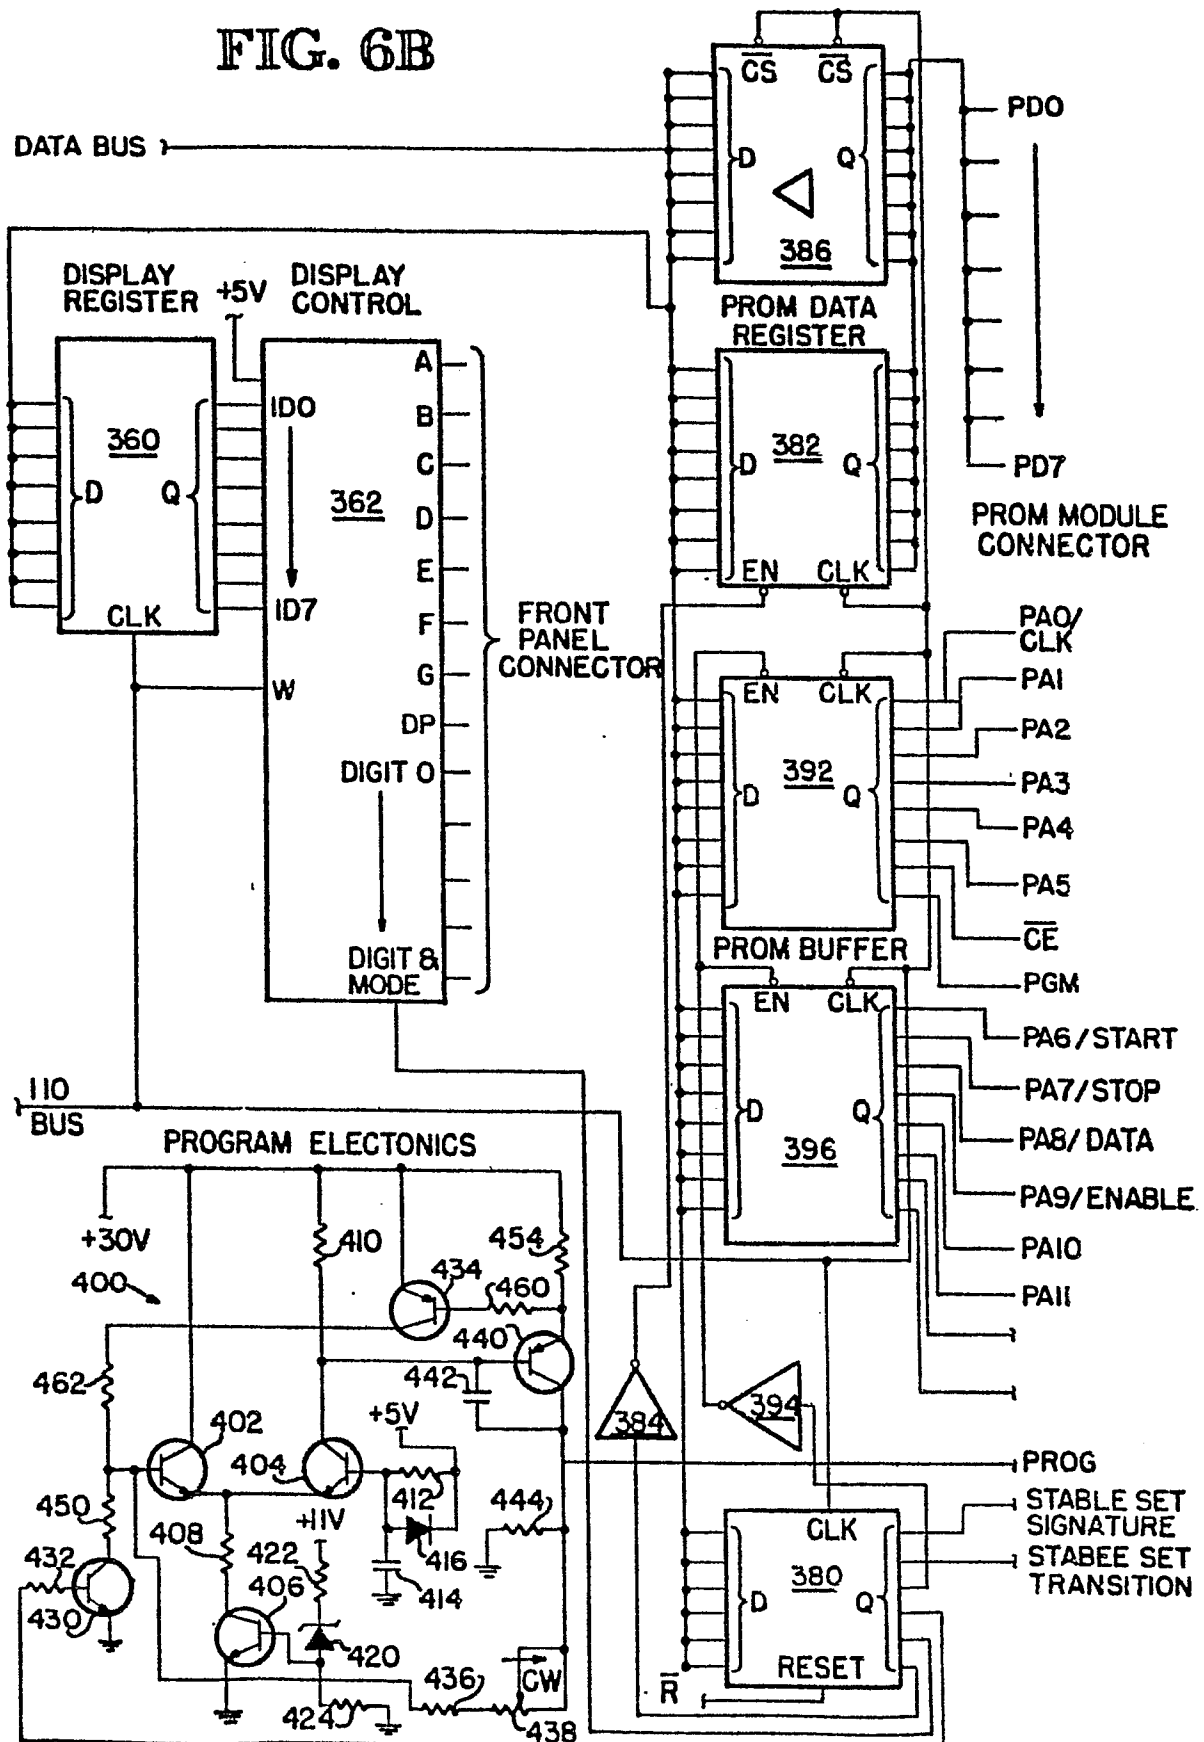 FIG. 6B
DATA BUS
CS CS
D Q
386
PD0
PD7
PROM MODULE
CONNECTOR
PROM DATA
REGISTER
382
D Q
EN CLK
DISPLAY
REGISTER
+5V
DISPLAY
CONTROL
360
D Q
CLK
ID0
ID7
W
362
A
B
C
D
E
F
G
DP
DIGIT 0
DIGIT &
MODE
FRONT
PANEL
CONNECTOR
EN CLK
392
D Q
PA0/
CLK
PA1
PA2
PA3
PA4
PA5
CE
PGM
PROM BUFFER
EN CLK
D Q
396
PA6/START
PA7/STOP
PA8/DATA
PA9/ENABLE
PA10
PA11
110
BUS
PROGRAM ELECTONICS
+30V
400
410
434
454
460
440
442
462
402
404
+5V
412
416
414
444
450
408
+11V
422
432
406
430
420
424
436
CW
438
384
394
PROG
STABLE SET
SIGNATURE
STABEE SET
TRANSITION
CLK
380
D Q
RESET
R